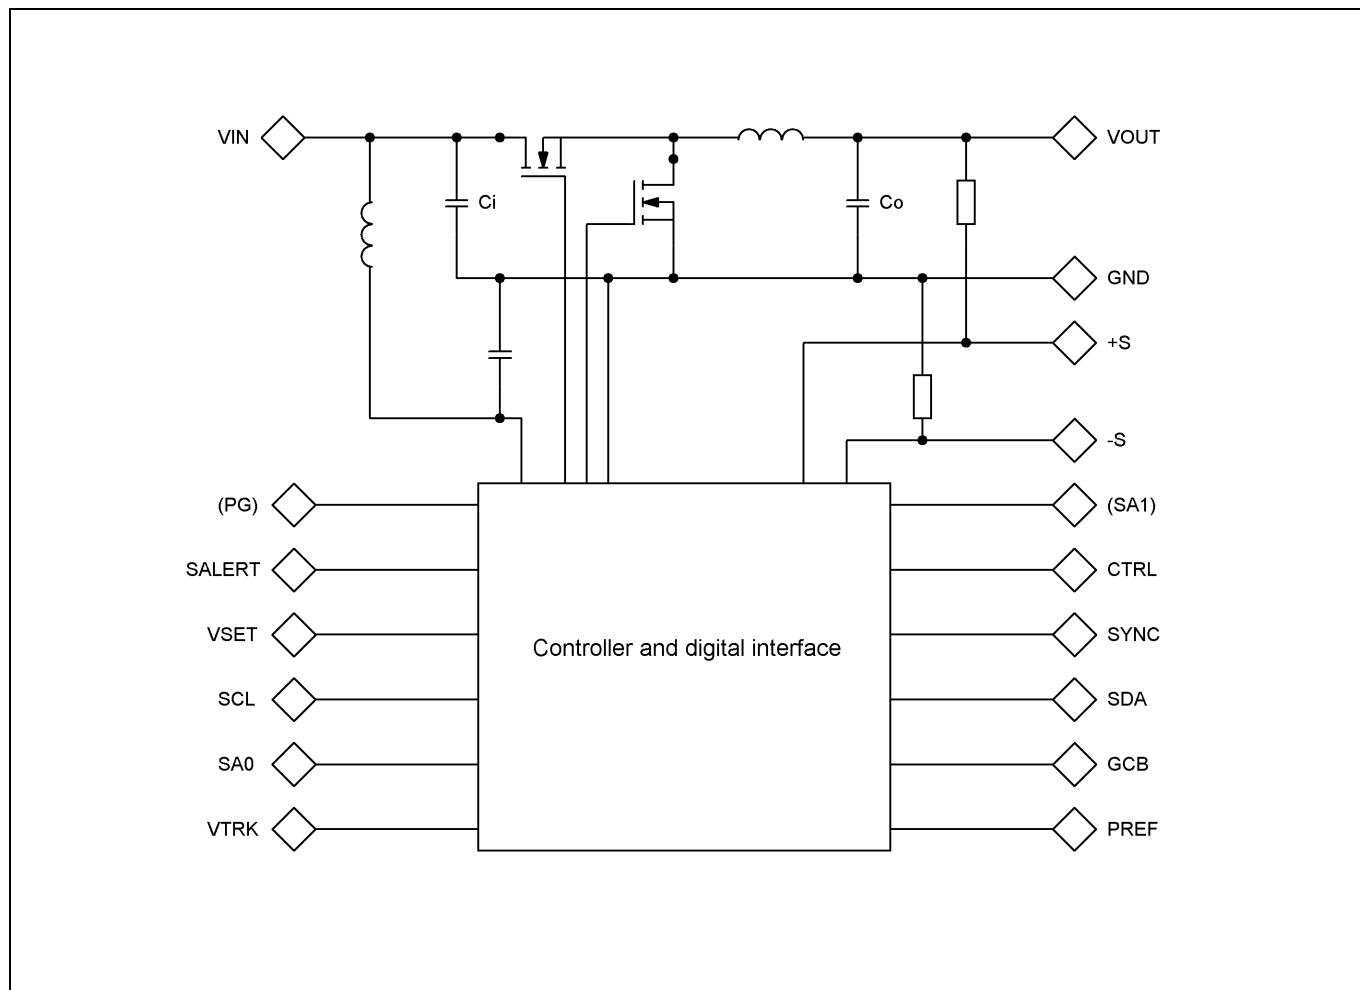 VIN
VOUT
Ci
Co
GND
+S
-S
(PG)
(SA1)
SALERT
CTRL
VSET
SYNC
Controller and digital interface
SCL
SDA
SA0
GCB
VTRK
PREF